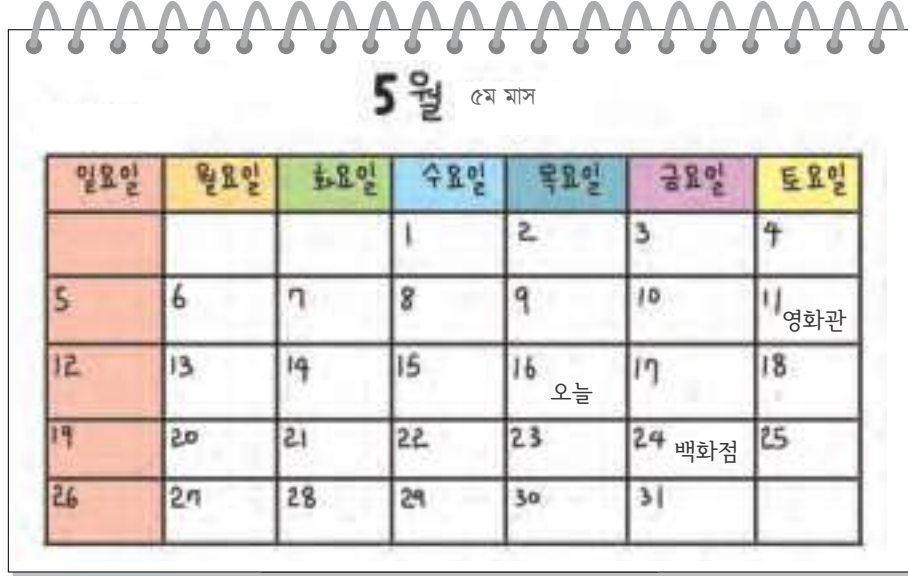 5월 ৫ম মাস
일요일 월요일 화요일 수요일 목요일 금요일 토요일
1 2 3 4
5 6 7 8 9 10 11 영화관
12 13 14 15 16 오늘 17 18
19 20 21 22 23 24 백화점 25
26 27 28 29 30 31